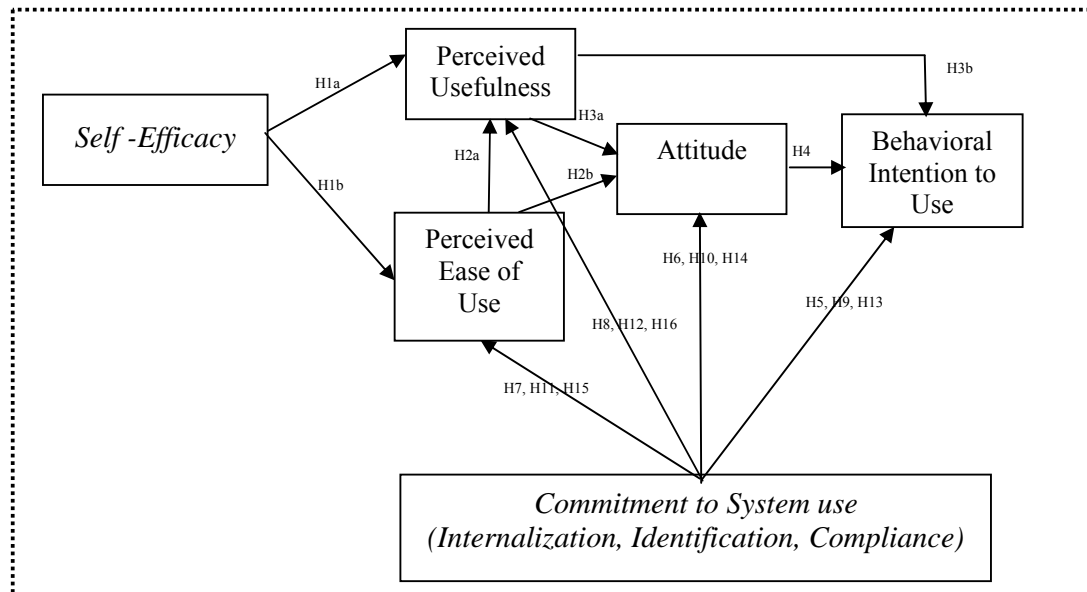 Perceived
Usefulness
H3b
H1a
Self -Efficacy
H3a
Attitude
H4
Behavioral
Intention to
Use
H2a
H2b
H1b
Perceived
Ease of
Use
H6, H10, H14
H5, H9, H13
H8, H12, H16
H7, H11, H15
Commitment to System use
(Internalization, Identification, Compliance)